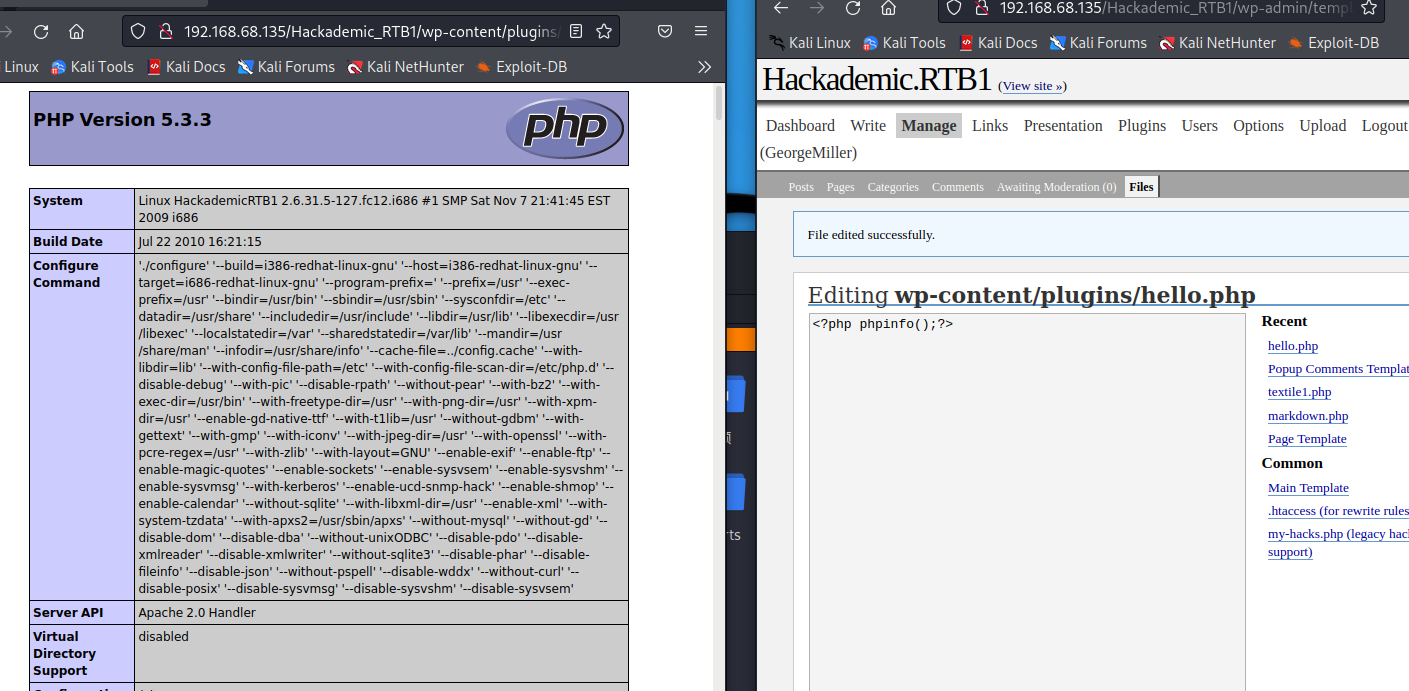 192.168.68.135/Hackademic_RTB1/wp-content/plugins/
Linux Kali Tools Kali Docs Kali Forums Kali NetHunter Exploit-DB
PHP Version 5.3.3
php
System Linux HackademicRTB1 2.6.31.5-127.fc12.i686 #1 SMP Sat Nov 7 21:41:45 EST
2009 i686
Build Date Jul 22 2010 16:21:15
Configure
Command
'./configure' '--build=i386-redhat-linux-gnu' '--host=i386-redhat-linux-gnu' '--
target=i686-redhat-linux-gnu' '--program-prefix=' '--prefix=/usr' '--exec-
prefix=/usr' '--bindir=/usr/bin' '--sbindir=/usr/sbin' '--sysconfdir=/etc' '--
datadir=/usr/share' '--includedir=/usr/include' '--libdir=/usr/lib' '--libexecdir=/usr
/libexec' '--localstatedir=/var' '--sharedstatedir=/var/lib' '--mandir=/usr
/share/man' '--infodir=/usr/share/info' '--cache-file=../config.cache' '--with-
libdir=lib' '--with-config-file-path=/etc' '--with-config-file-scan-dir=/etc/php.d' '--
disable-debug' '--with-pic' '--disable-rpath' '--without-pear' '--with-bz2' '--with-
exec-dir=/usr/bin' '--with-freetype-dir=/usr' '--with-png-dir=/usr' '--with-xpm-
dir=/usr' '--enable-gd-native-ttf' '--with-t1lib=/usr' '--without-gdbm' '--with-
gettext' '--with-gmp' '--with-iconv' '--with-jpeg-dir=/usr' '--with-openssl' '--with-
pcre-regex=/usr' '--with-zlib' '--with-layout=GNU' '--enable-exif' '--enable-ftp' '--
enable-magic-quotes' '--enable-sockets' '--enable-sysvsem' '--enable-sysvshm' '--
enable-sysvmsg' '--with-kerberos' '--enable-ucd-snmp-hack' '--enable-shmop' '--
enable-calendar' '--without-sqlite' '--with-libxml-dir=/usr' '--enable-xml' '--with-
system-tzdata' '--with-apxs2=/usr/sbin/apxs' '--without-mysql' '--without-gd' '--
disable-dom' '--disable-dba' '--without-unixODBC' '--disable-pdo' '--disable-
xmlreader' '--disable-xmlwriter' '--without-sqlite3' '--disable-phar' '--disable-
fileinfo' '--disable-json' '--without-pspell' '--disable-wddx' '--without-curl' '--
disable-posix' '--disable-sysvmsg' '--disable-sysvshm' '--disable-sysvsem'
Server API Apache 2.0 Handler
Virtual
Directory
Support
disabled
ts
192.168.68.135/Hackademic_RTB1/wp-admin/templ
Kali Linux Kali Tools Kali Docs Kali Forums Kali NetHunter Exploit-DB
Hackademic.RTB1 (View site »)
Dashboard Write Manage Links Presentation Plugins Users Options Upload Logout
(GeorgeMiller)
Posts Pages Categories Comments Awaiting Moderation (0) Files
File edited successfully.
Editing wp-content/plugins/hello.php
<?php phpinfo();?>
Recent
hello.php
Popup Comments Templat
textile1.php
markdown.php
Page Template
Common
Main Template
.htaccess (for rewrite rules
my-hacks.php (legacy hac
support)